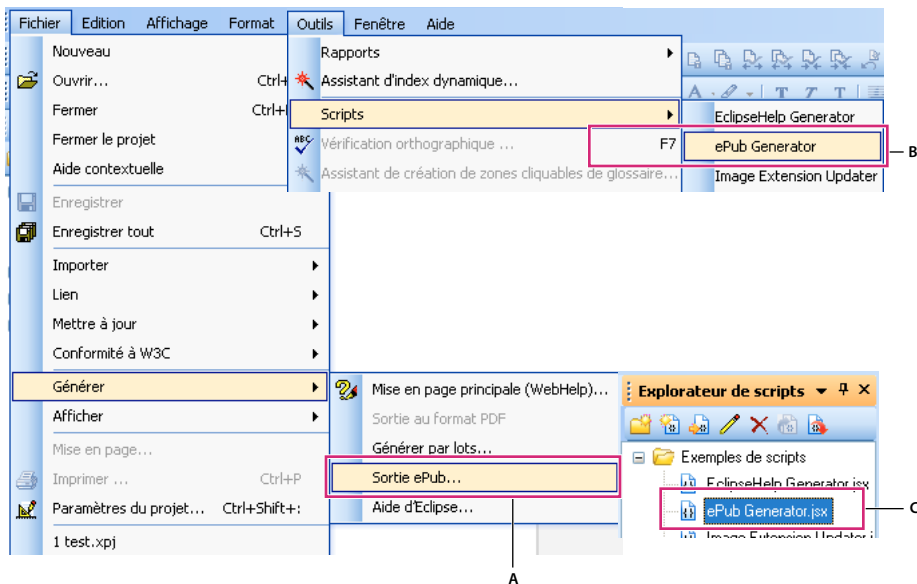 Fichier Edition Affichage Format Outils Fenêtre Aide
Nouveau
Ouvrir...
Fermer
Fermer le projet
Aide contextuelle
Enregistrer
Enregistrer tout Ctrl+S
Importer
Lien
Mettre à jour
Conformité à W3C
Générer
Afficher
Mise en page...
Imprimer ... Ctrl+P
Paramètres du projet... Ctrl+Shift+:
1 test.xpj
Rapports
Assistant d'index dynamique...
Scripts
Vérification orthographique ... F7
Assistant de création de zones cliquables de glossaire...
EclipseHelp Generator
ePub Generator
Image Extension Updater
B
Mise en page principale (WebHelp)...
Sortie au format PDF
Générer par lots...
Sortie ePub...
Aide d'Eclipse...
A
Explorateur de scripts
Exemples de scripts
EclipseHelp Generator.jsx
ePub Generator.jsx
C